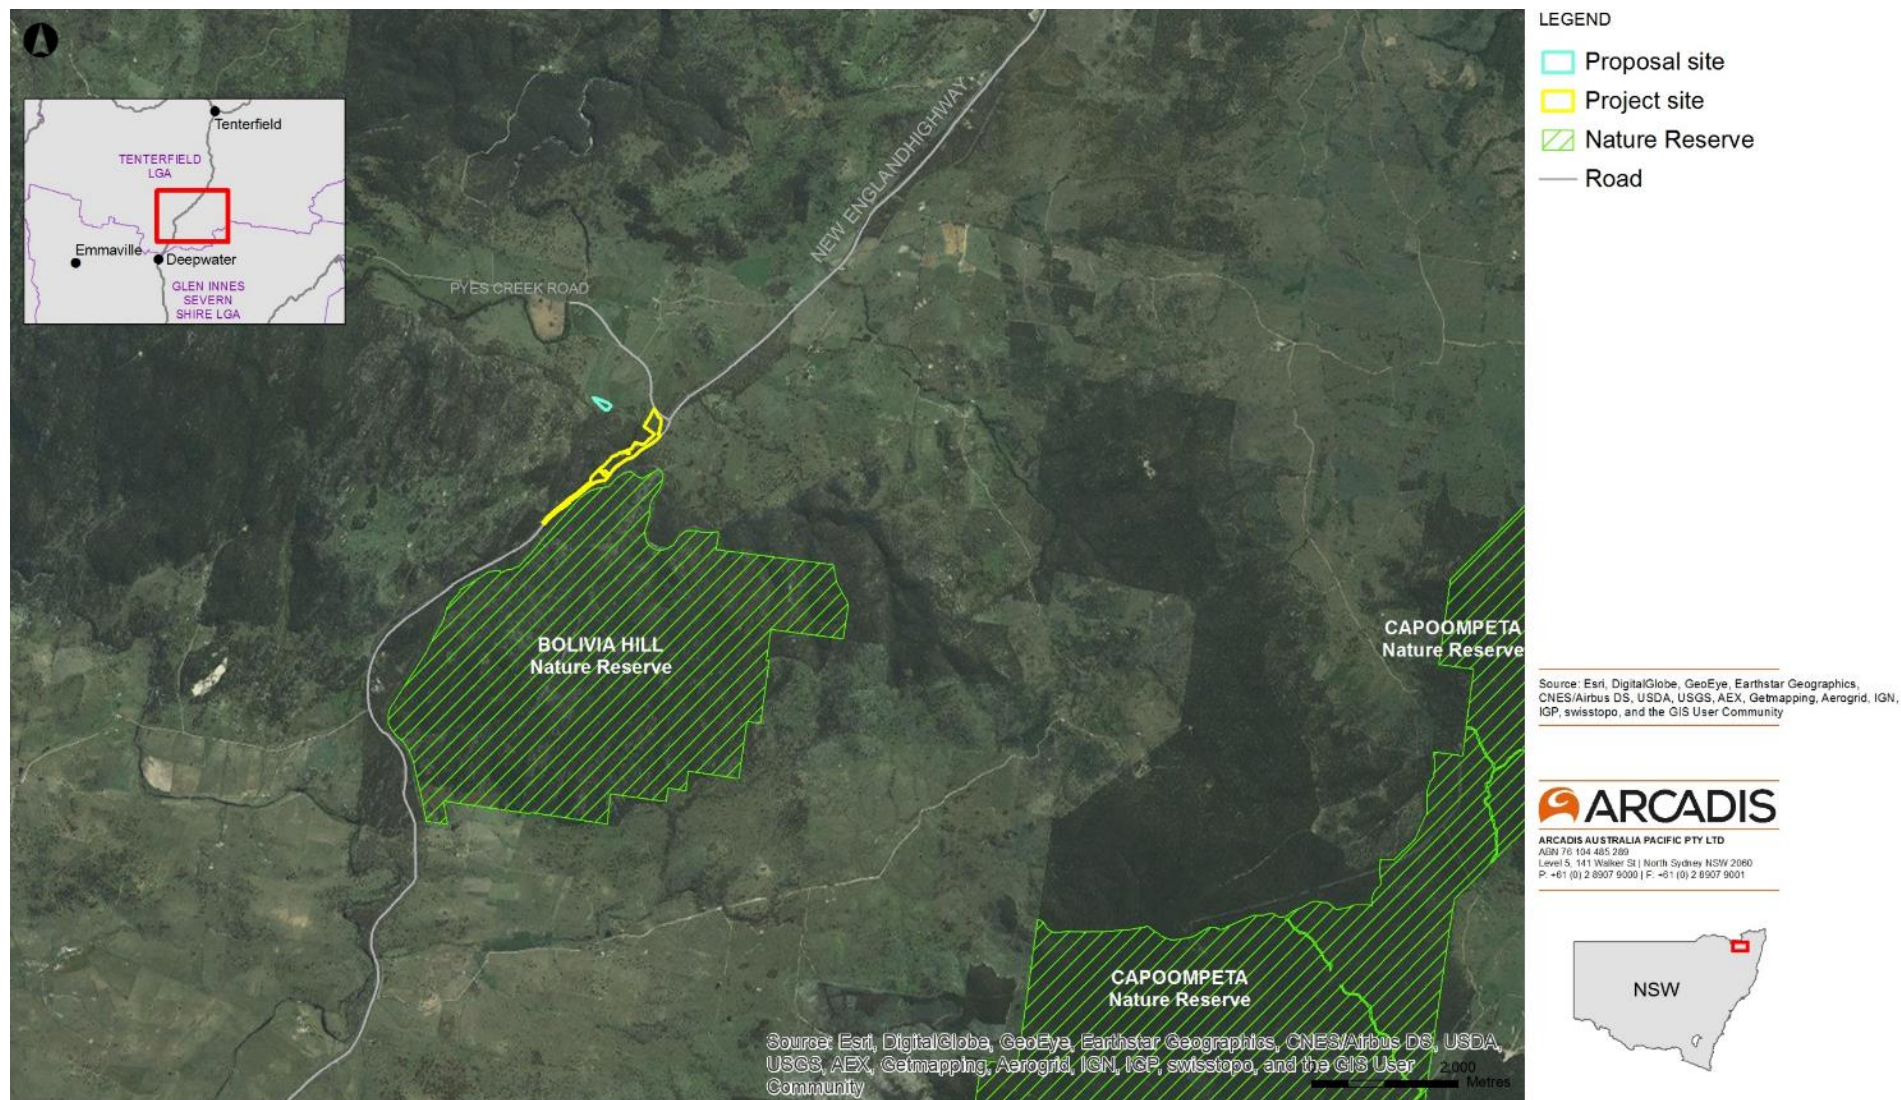 Tenterfield
TENTERFIELD
LGA
Emmaville
Deepwater
GLEN INNES
SEVERN
SHIRE LGA
NEW ENGLANDHIGHWAY
PYES CREEK ROAD
BOLIVIA HILL
Nature Reserve
CAPOOMPETA
Nature Reserve
CAPOOMPETA
Nature Reserve
Source: Esri, DigitalGlobe, GeoEye, Earthstar Geographics, CNES/Airbus DS, USDA,
USGS, AEX, Getmapping, Aerogrid, IGN, IGP, swisstopo, and the GIS User
Community
2,000
Metres
LEGEND
Proposal site
Project site
Nature Reserve
Road
Source: Esri, DigitalGlobe, GeoEye, Earthstar Geographics,
CNES/Airbus DS, USDA, USGS, AEX, Getmapping, Aerogrid, IGN,
IGP, swisstopo, and the GIS User Community
ARCADIS
ARCADIS AUSTRALIA PACIFIC PTY LTD
ABN 76 104 485 289
Level 5, 141 Walker St | North Sydney NSW 2060
P: +61 (0) 2 8907 9000 | F: +61 (0) 2 8907 9001
NSW